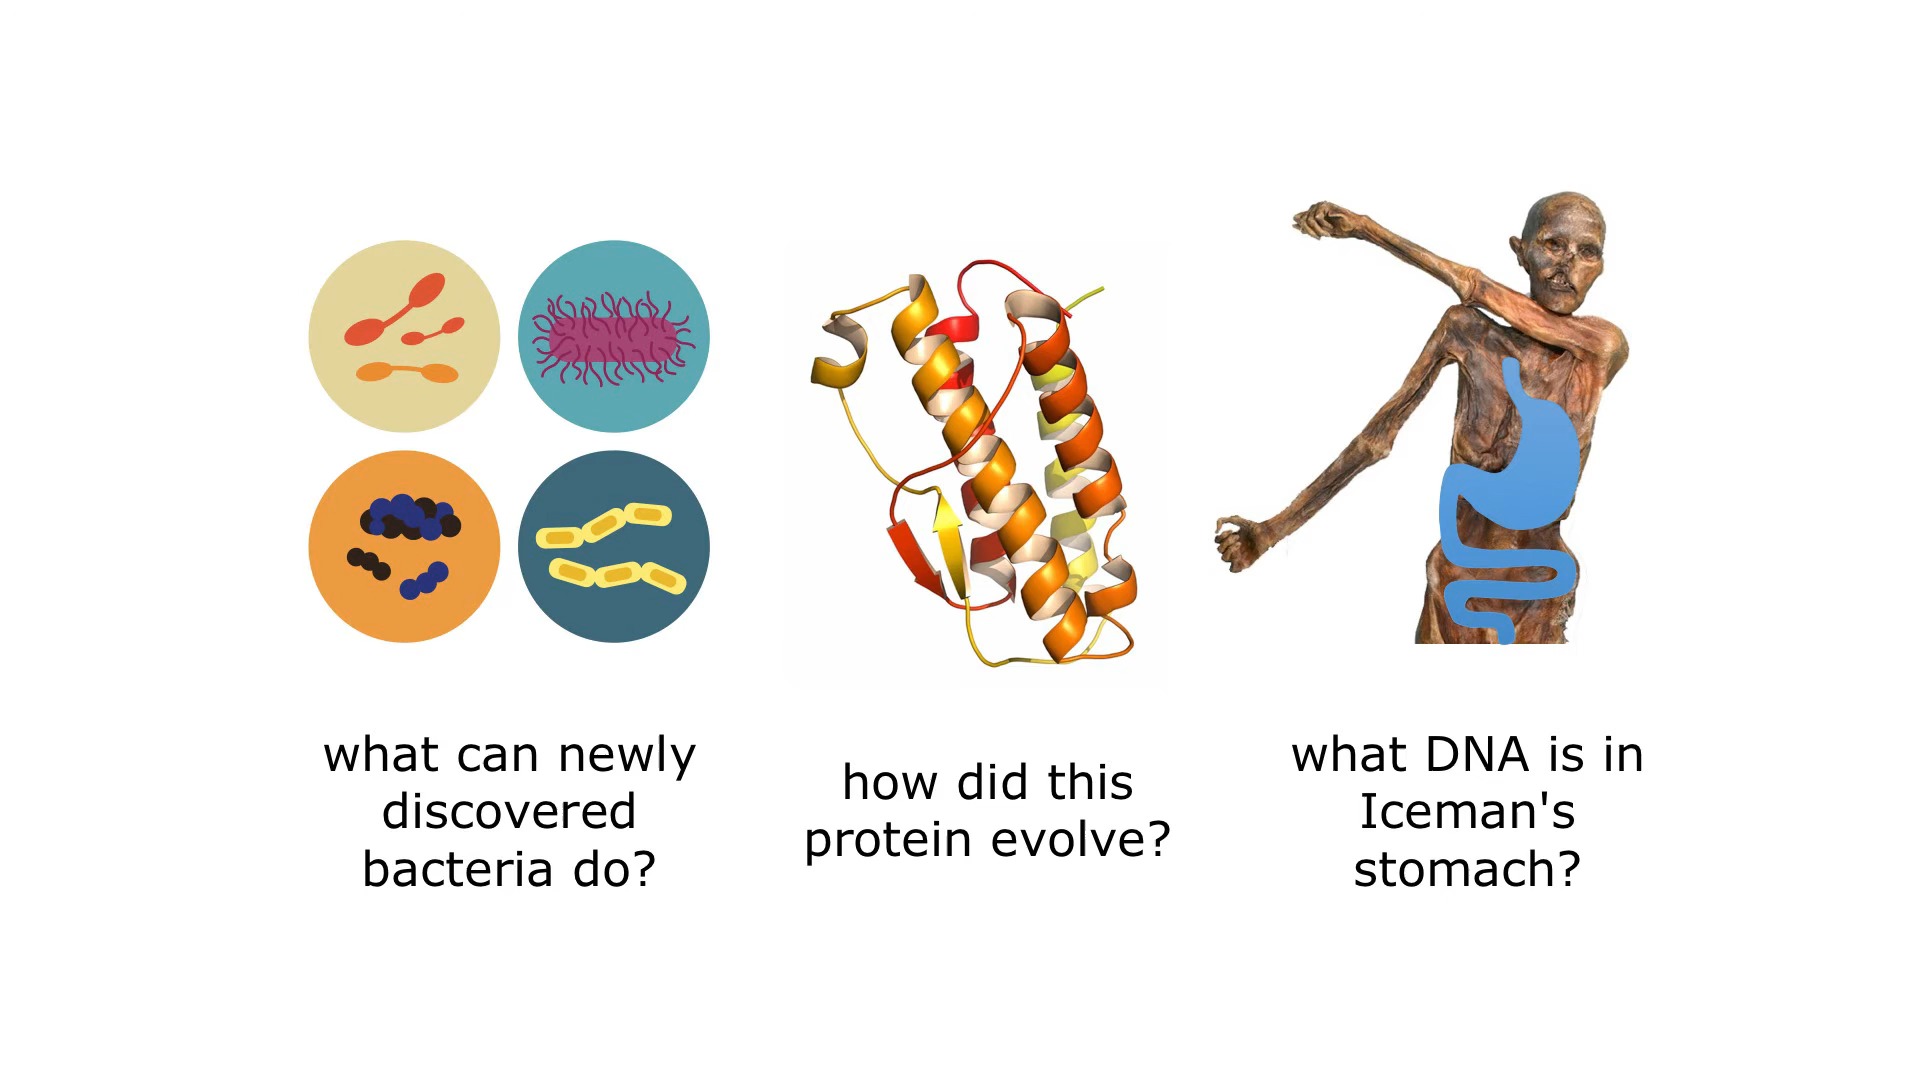 what can newly
discovered
bacteria do?
how did this
protein evolve?
what DNA is in
Iceman's
stomach?